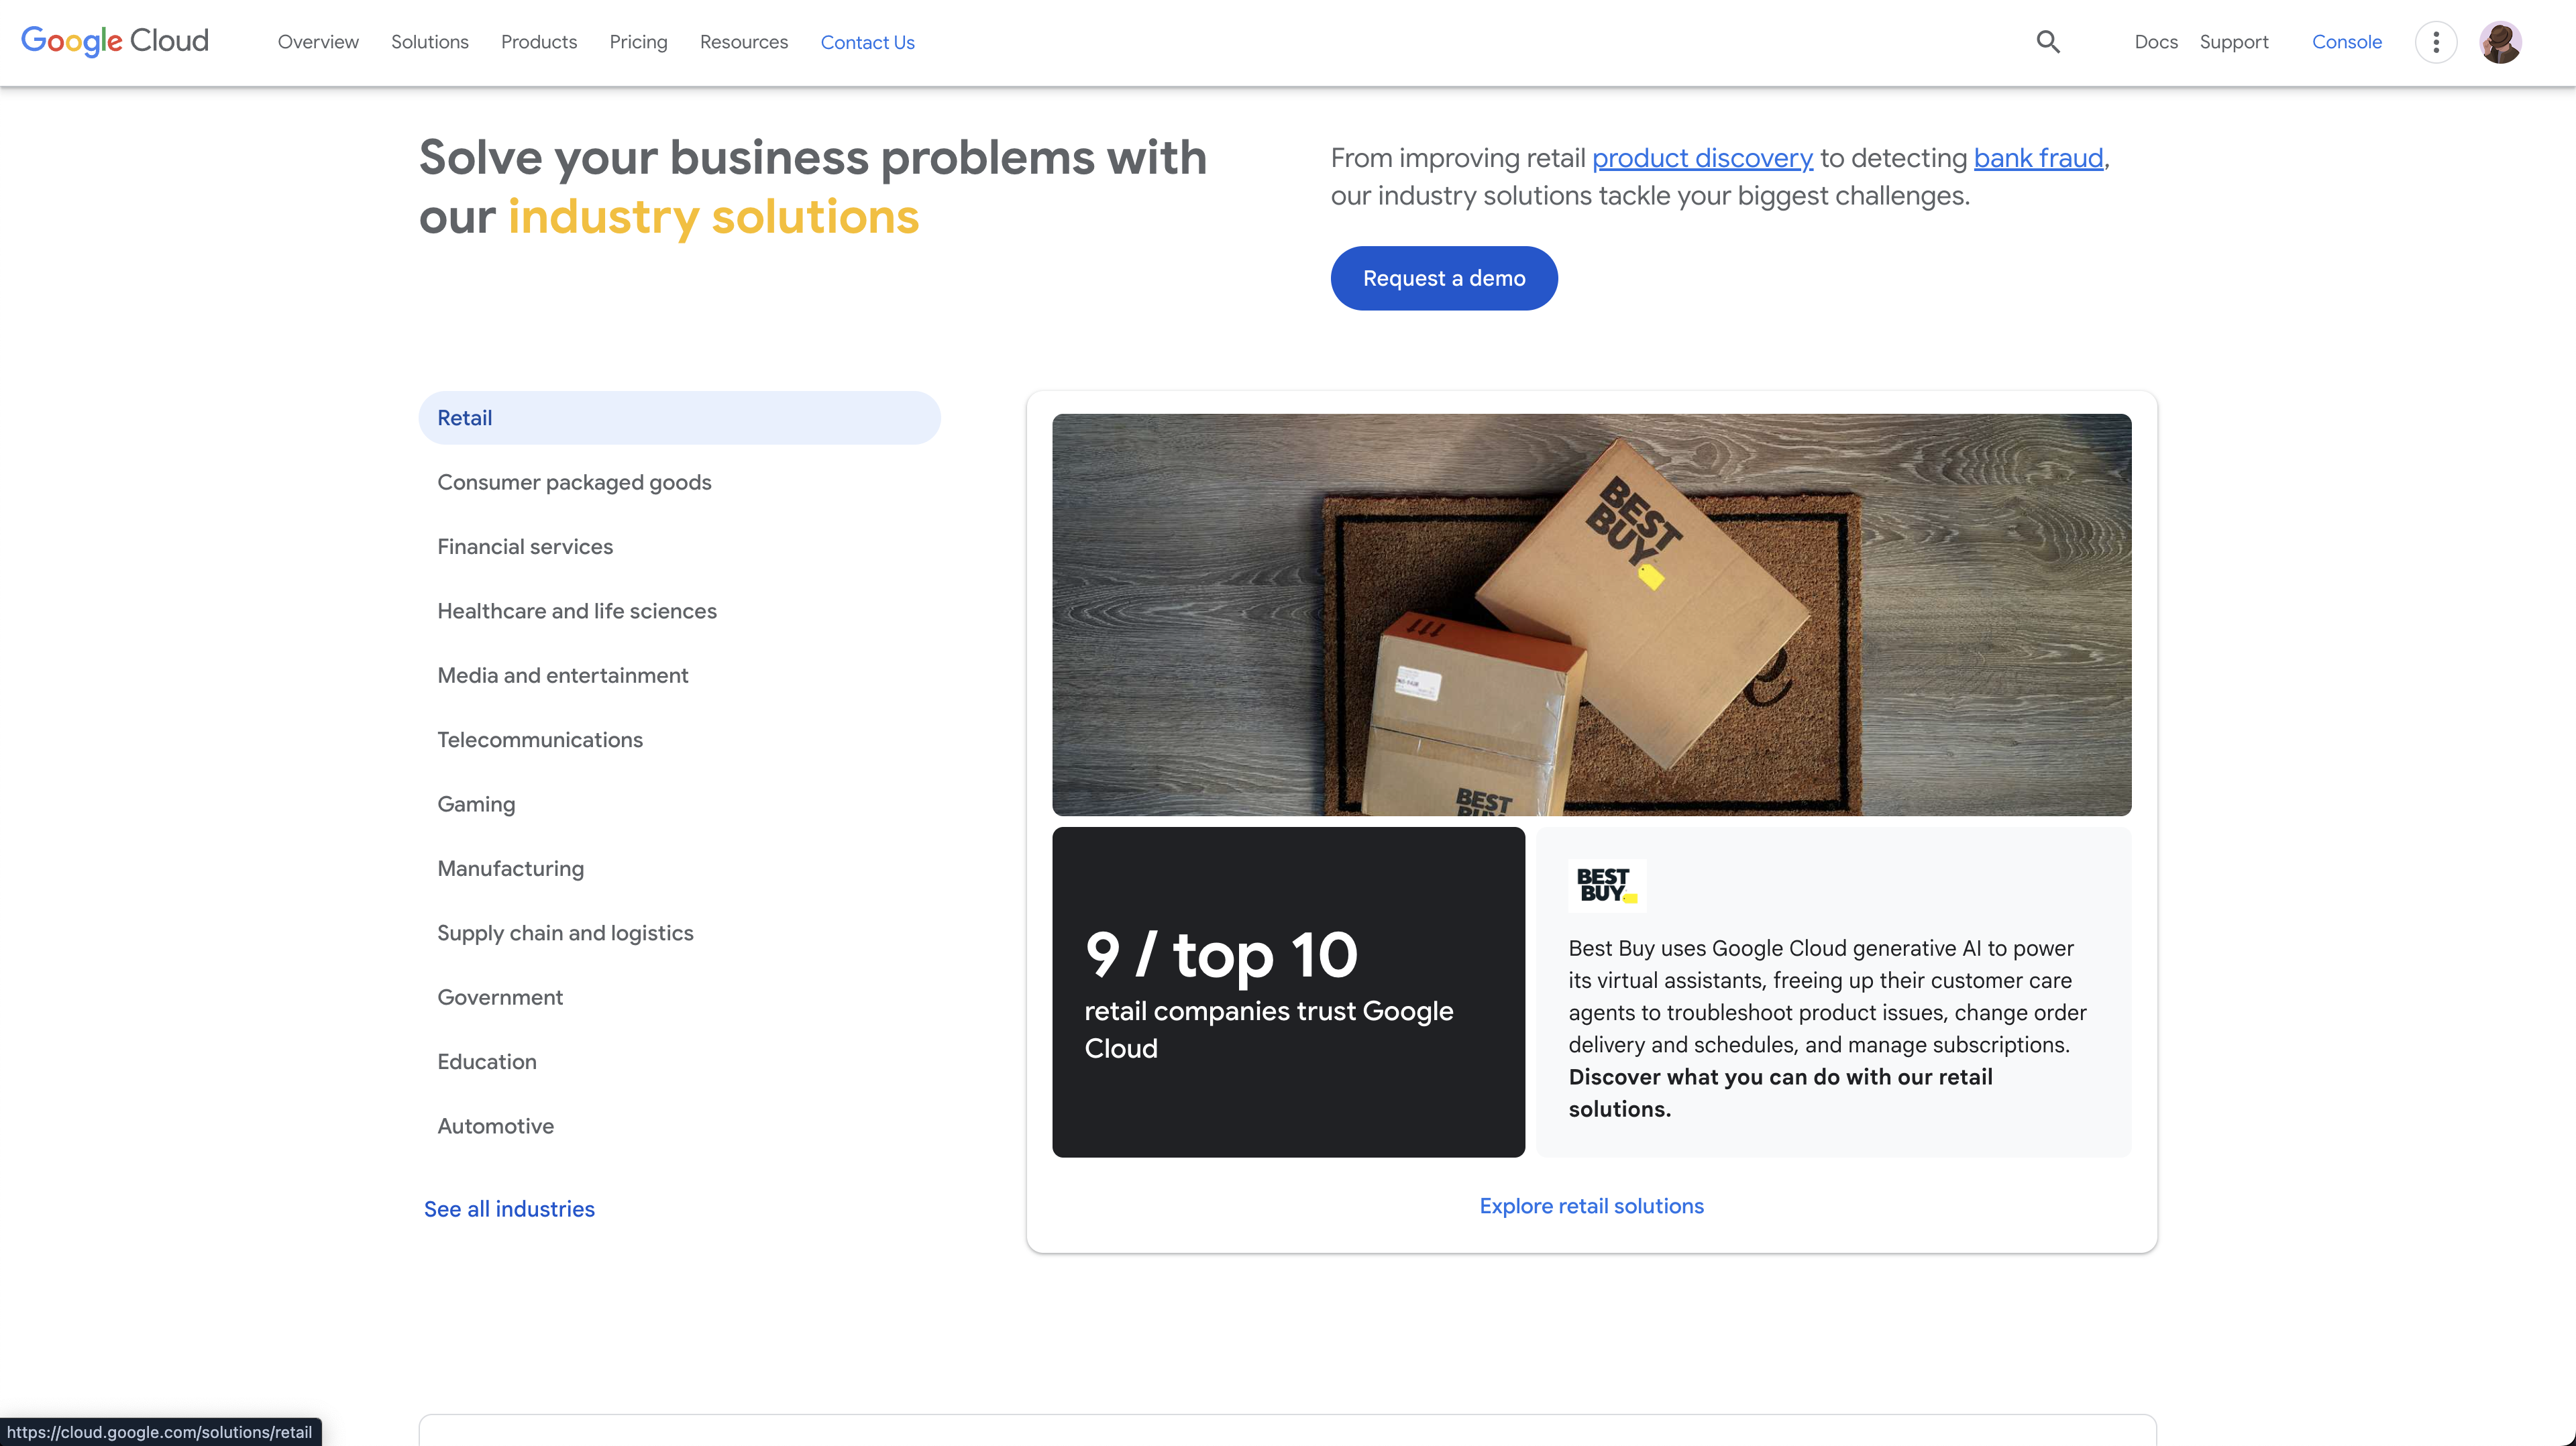 Google Cloud
Overview
Solutions
Products
Pricing
Resources
Contact Us
Docs
Support
Console
Solve your business problems with
our industry solutions
From improving retail product discovery to detecting bank fraud,
our industry solutions tackle your biggest challenges.
Request a demo
Retail
Consumer packaged goods
Financial services
Healthcare and life sciences
Media and entertainment
Telecommunications
Gaming
Manufacturing
Supply chain and logistics
Government
Education
Automotive
See all industries
BEST
BUY
e
BEST
BUY
9 / top 10
retail companies trust Google
Cloud
BEST
BUY
Best Buy uses Google Cloud generative AI to power
its virtual assistants, freeing up their customer care
agents to troubleshoot product issues, change order
delivery and schedules, and manage subscriptions.
Discover what you can do with our retail
solutions.
Explore retail solutions
https://cloud.google.com/solutions/retail